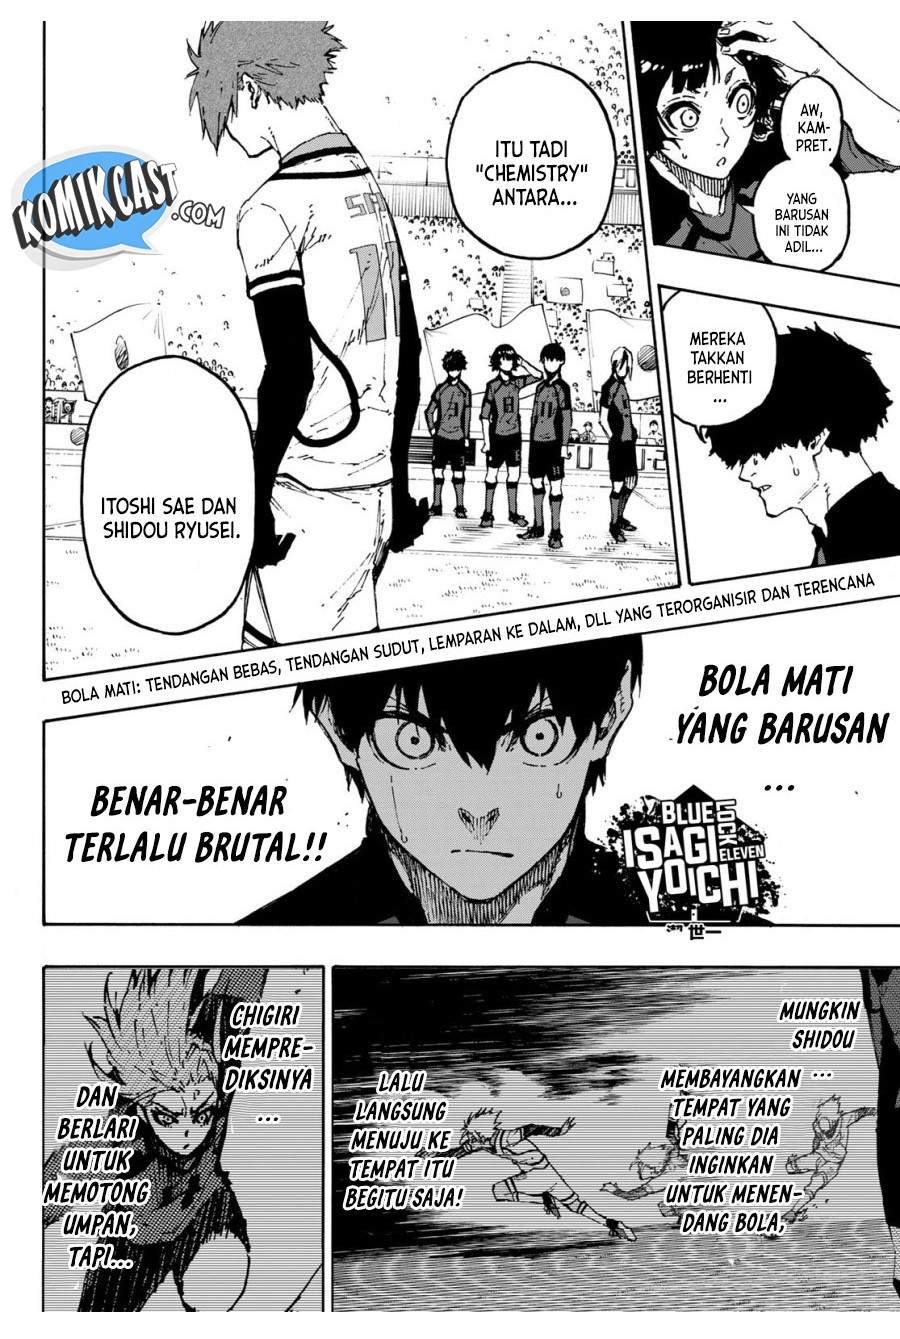 AW,
KAM-
PRET.
YANG
BARUSAN
INI TIDAK
ADIL...
ITU TADI
"CHEMISTRY"
ANTARA...
KOMIKCAST
.COM
MEREKA
TAKKAN
BERHENTI
...
ITOSHI SAE DAN
SHIDOU RYUSEI.
BOLA MATI: TENDANGAN BEBAS, TENDANGAN SUDUT, LEMPARAN KE DALAM, DLL YANG TERORGANISIR DAN TERENCANA
BOLA MATI
YANG BARUSAN
...
BENAR-BENAR
TERLALU BRUTAL!!
BLUE LOCK
ELEVEN
ISAGI
YOICHI
潔 世一
MUNGKIN
SHIDOU
...
MEMBAYANGKAN
TEMPAT YANG
PALING DIA
INGINKAN
UNTUK MENEN-
DANG BOLA,
LALU
LANGSUNG
MENUJU KE
TEMPAT ITU
BEGITU SAJA!
CHIGIRI
MEMPRE-
DIKSINYA
...
DAN
BERLARI
UNTUK
MEMOTONG
UMPAN,
TAPI...